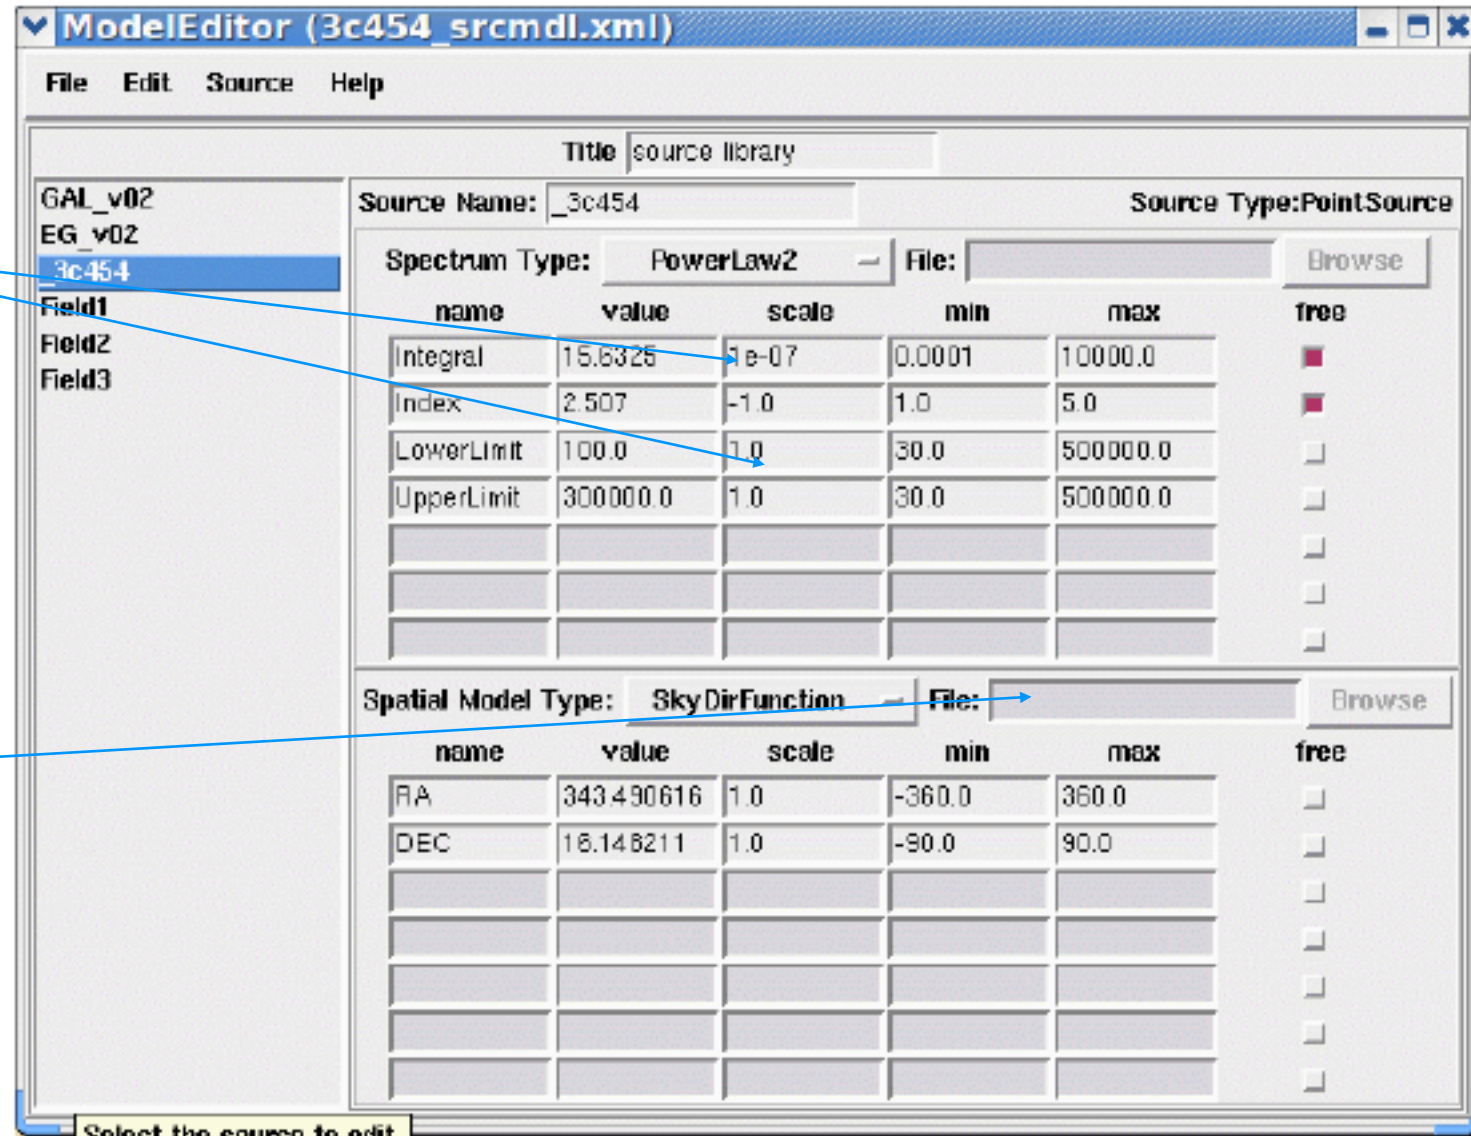 ModelEditor (3c454_srcmdl.xml)
File Edit Source Help
Title source library
GAL_v02
EG_v02
_3c454
Field1
Field2
Field3
Source Name: _3c454 Source Type:PointSource
Spectrum Type: PowerLaw2 File: Browse
name value scale min max free
Integral 15.6325 1e-07 0.0001 10000.0
Index 2.507 -1.0 1.0 5.0
LowerLimit 100.0 1.0 30.0 500000.0
UpperLimit 300000.0 1.0 30.0 500000.0
Spatial Model Type: SkyDirFunction File: Browse
name value scale min max free
RA 343.490616 1.0 -360.0 360.0
DEC 16.148211 1.0 -90.0 90.0
Select the source to edit